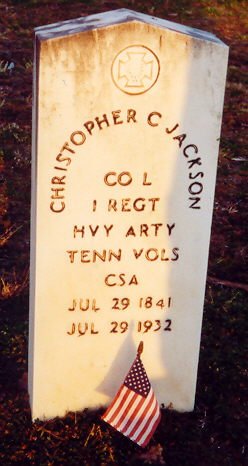 CHRISTOPHER C JACKSON
CO L
1 REGT
HVY ARTY
TENN VOLS
CSA
JUL 29 1841
JUL 29 1932